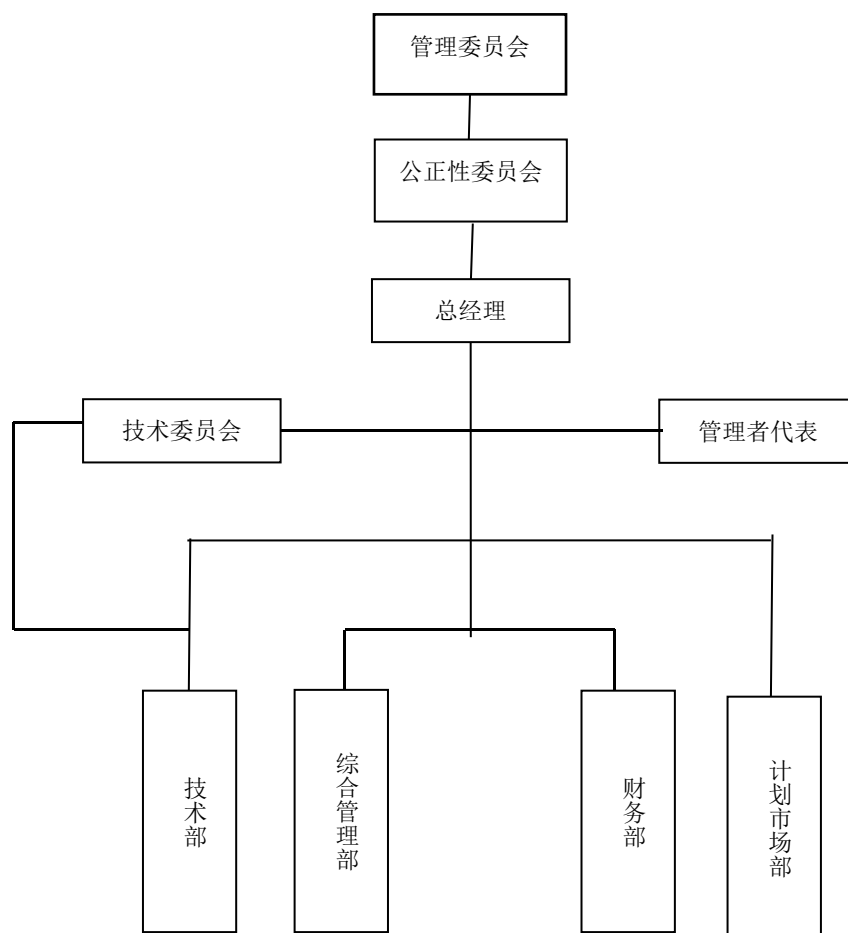 管理委员会
公正性委员会
总经理
技术委员会
管理者代表
技术部
综合管理部
财务部
计划市场部